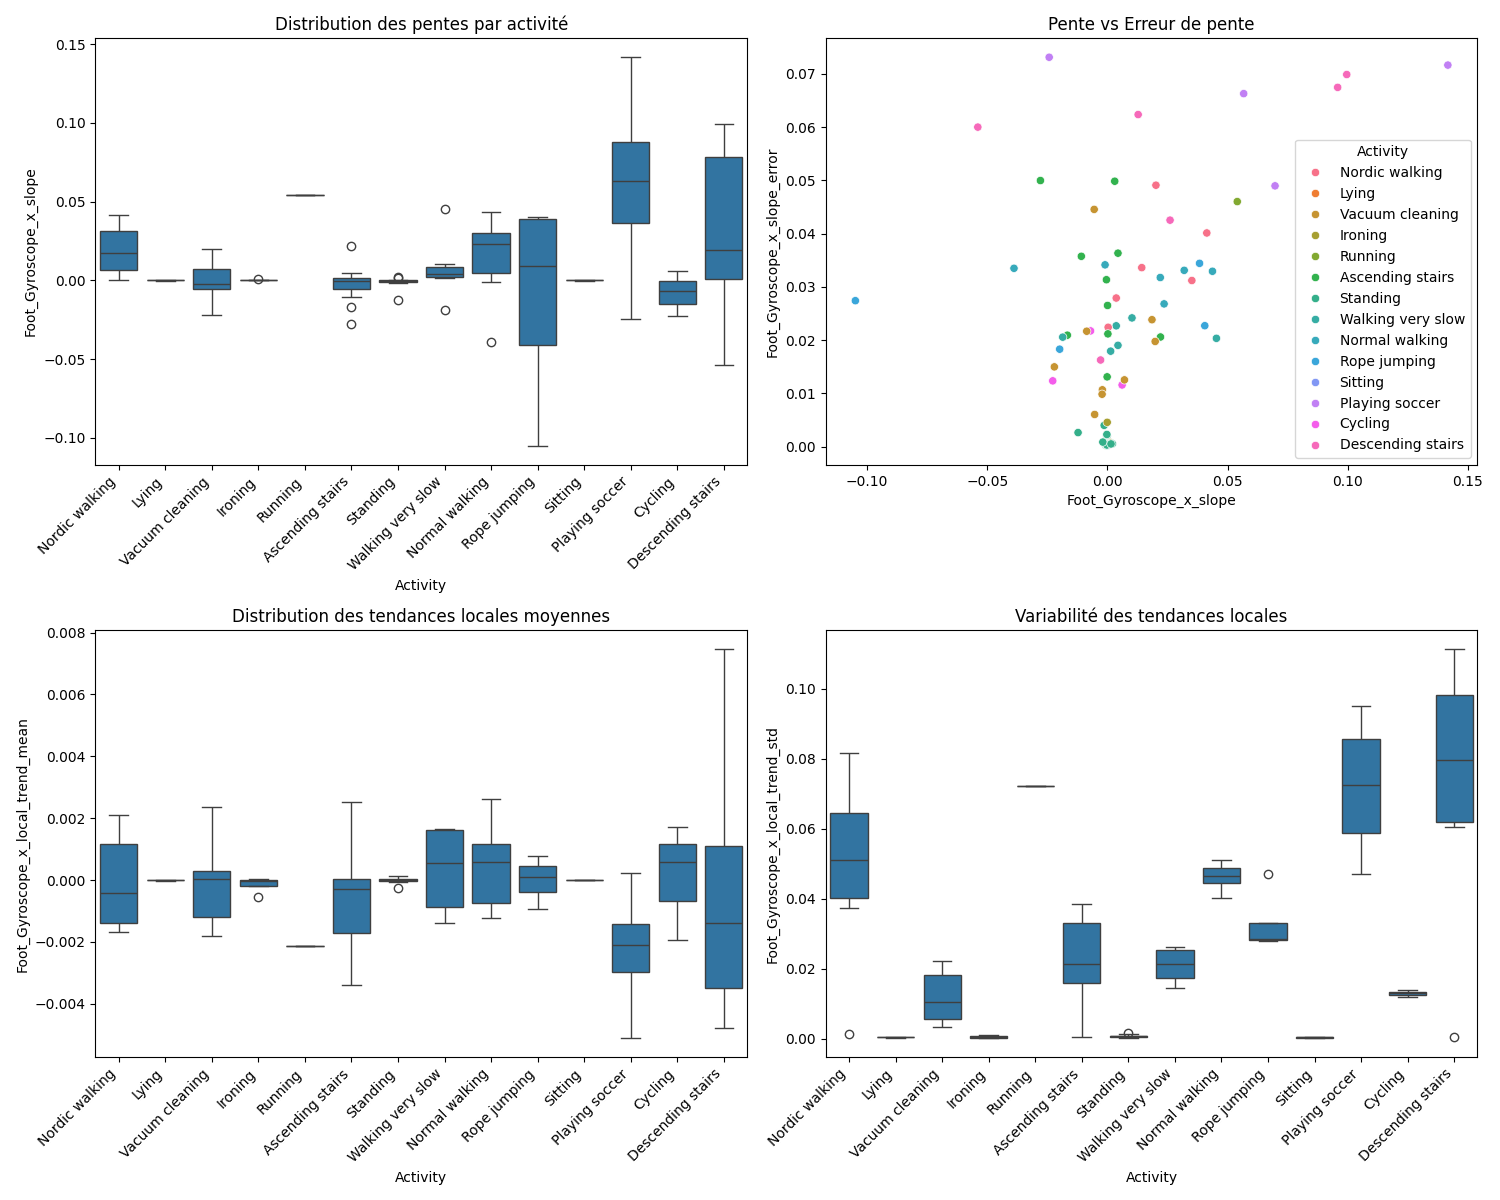 Distribution des pentes par activité
Foot_Gyroscope_x_slope
0.15
0.10
0.05
0.00
−0.05
−0.10
Nordic walking
Lying
Vacuum cleaning
Ironing
Running
Ascending stairs
Standing
Walking very slow
Normal walking
Rope jumping
Sitting
Playing soccer
Cycling
Descending stairs
Activity
Pente vs Erreur de pente
Foot_Gyroscope_x_slope_error
0.07
0.06
0.05
0.04
0.03
0.02
0.01
0.00
−0.10
−0.05
0.00
0.05
0.10
0.15
Foot_Gyroscope_x_slope
Activity
Nordic walking
Lying
Vacuum cleaning
Ironing
Running
Ascending stairs
Standing
Walking very slow
Normal walking
Rope jumping
Sitting
Playing soccer
Cycling
Descending stairs
Distribution des tendances locales moyennes
Foot_Gyroscope_x_local_trend_mean
0.008
0.006
0.004
0.002
0.000
−0.002
−0.004
Nordic walking
Lying
Vacuum cleaning
Ironing
Running
Ascending stairs
Standing
Walking very slow
Normal walking
Rope jumping
Sitting
Playing soccer
Cycling
Descending stairs
Activity
Variabilité des tendances locales
Foot_Gyroscope_x_local_trend_std
0.10
0.08
0.06
0.04
0.02
0.00
Nordic walking
Lying
Vacuum cleaning
Ironing
Running
Ascending stairs
Standing
Walking very slow
Normal walking
Rope jumping
Sitting
Playing soccer
Cycling
Descending stairs
Activity